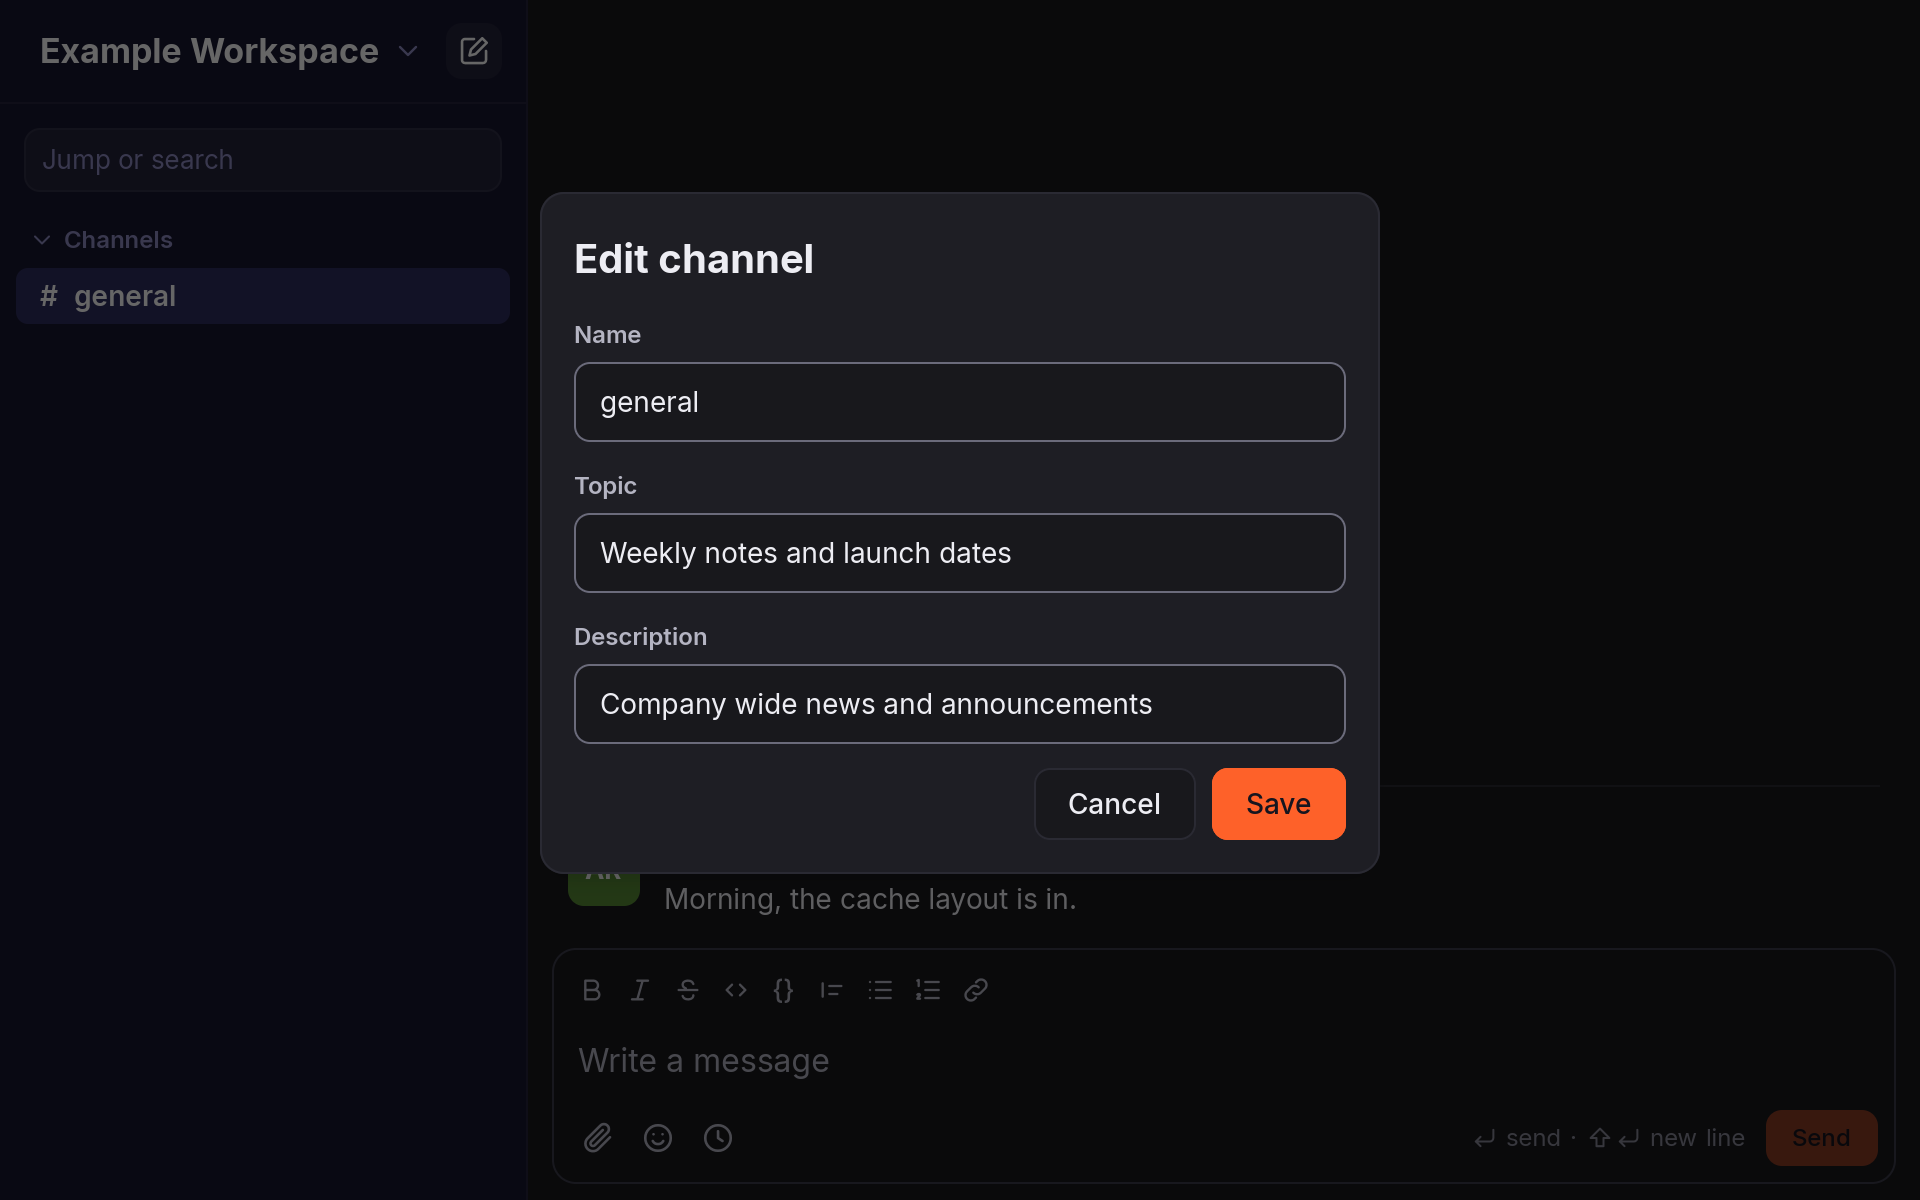 Example Workspace
Jump or search
Channels
# general
Edit channel
Name
general
Topic
Weekly notes and launch dates
Description
Company wide news and announcements
Cancel
Save
Morning, the cache layout is in.
Write a message
send · new line
Send